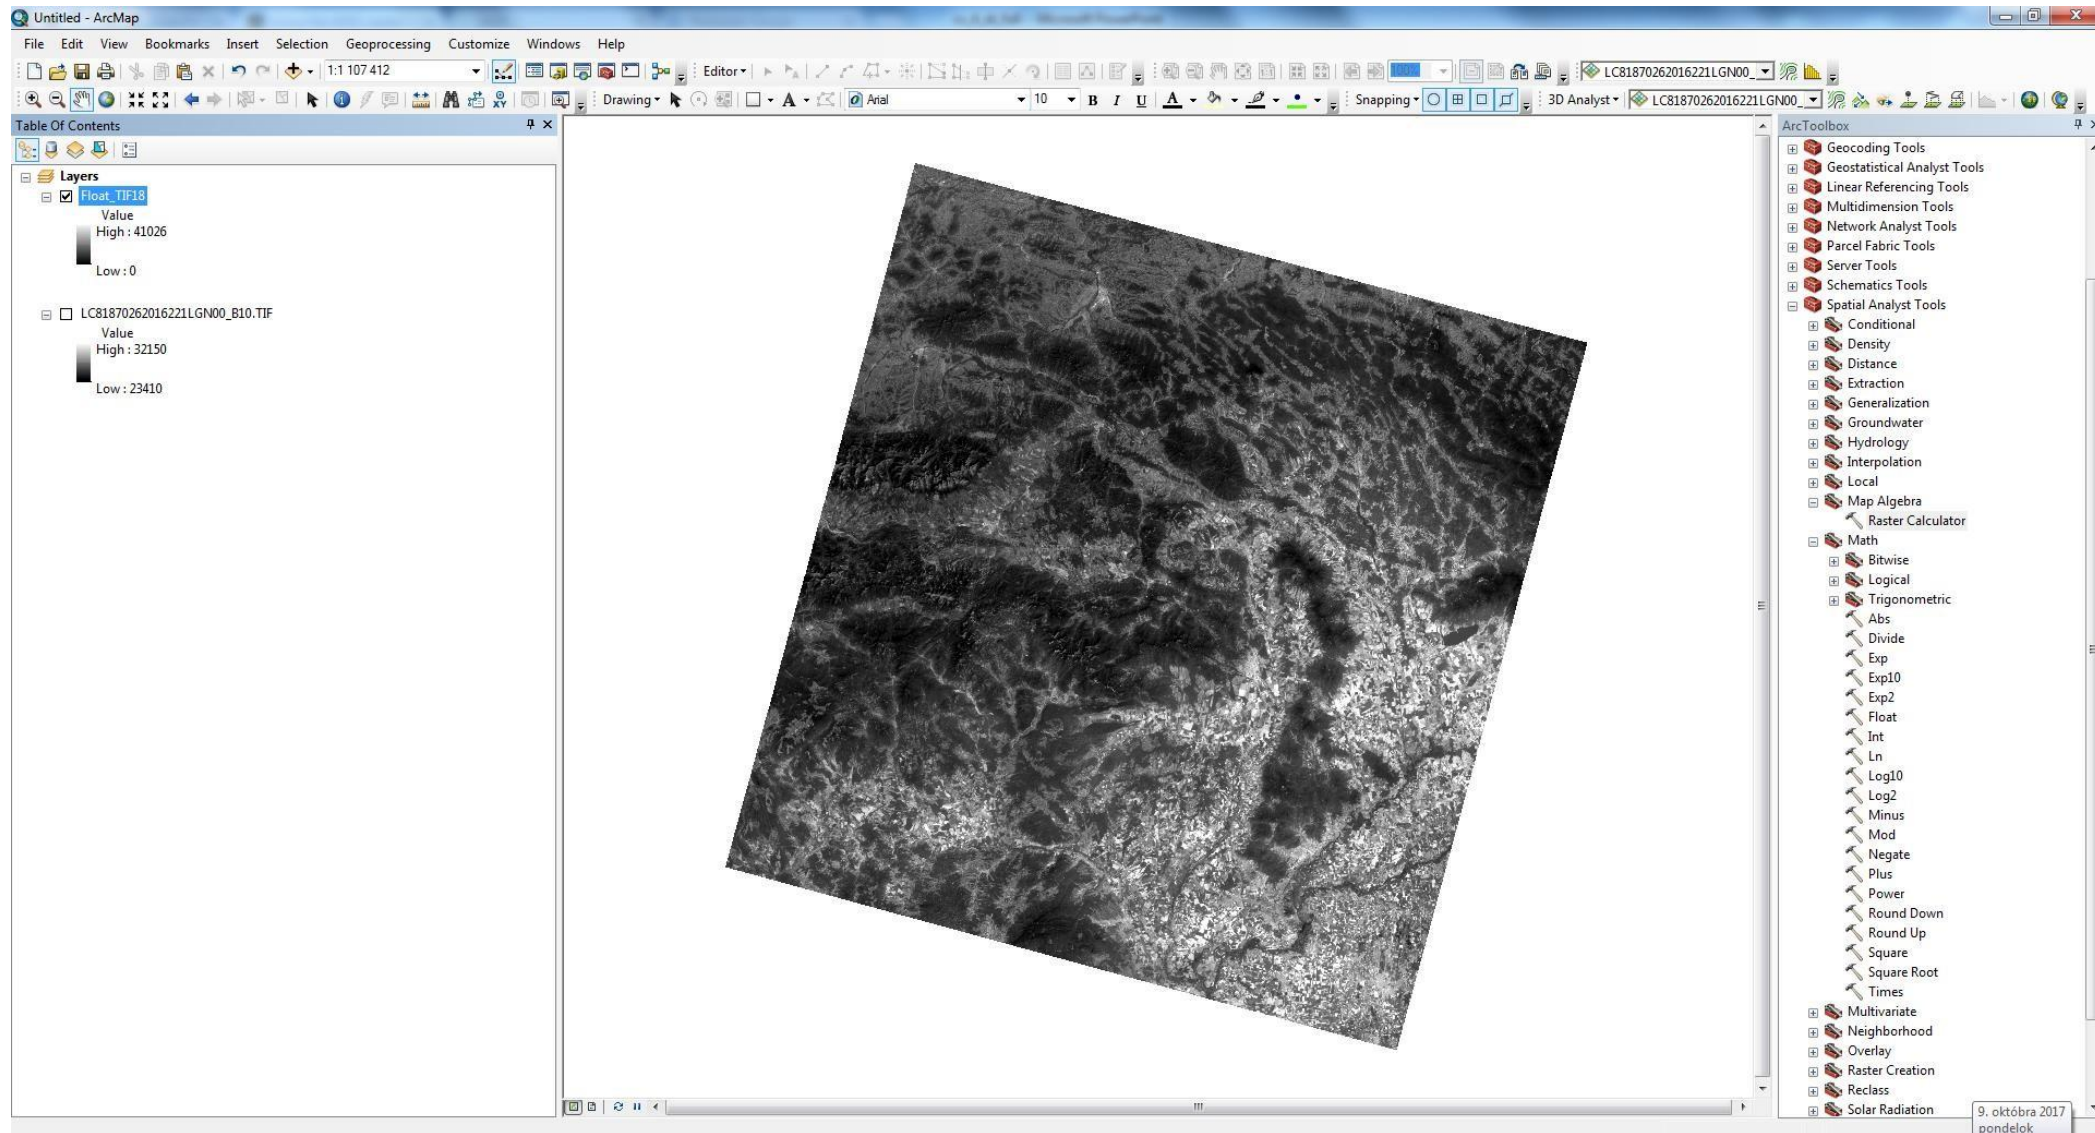 Untitled - ArcMap
File Edit View Bookmarks Insert Selection Geoprocessing Customize Windows Help
1:1 107 412 Editor 100% LC81870262016221LGN00_
Drawing A Arial 10 B I U A Snapping 3D Analyst LC81870262016221LGN00_
Table Of Contents
Layers
Float_TIF18
Value
High : 41026
Low : 0
LC81870262016221LGN00_B10.TIF
Value
High : 32150
Low : 23410
ArcToolbox
Geocoding Tools
Geostatistical Analyst Tools
Linear Referencing Tools
Multidimension Tools
Network Analyst Tools
Parcel Fabric Tools
Server Tools
Schematics Tools
Spatial Analyst Tools
Conditional
Density
Distance
Extraction
Generalization
Groundwater
Hydrology
Interpolation
Local
Map Algebra
Raster Calculator
Math
Bitwise
Logical
Trigonometric
Abs
Divide
Exp
Exp10
Exp2
Float
Int
Ln
Log10
Log2
Minus
Mod
Negate
Plus
Power
Round Down
Round Up
Square
Square Root
Times
Multivariate
Neighborhood
Overlay
Raster Creation
Reclass
Solar Radiation
9. októbra 2017
pondelok